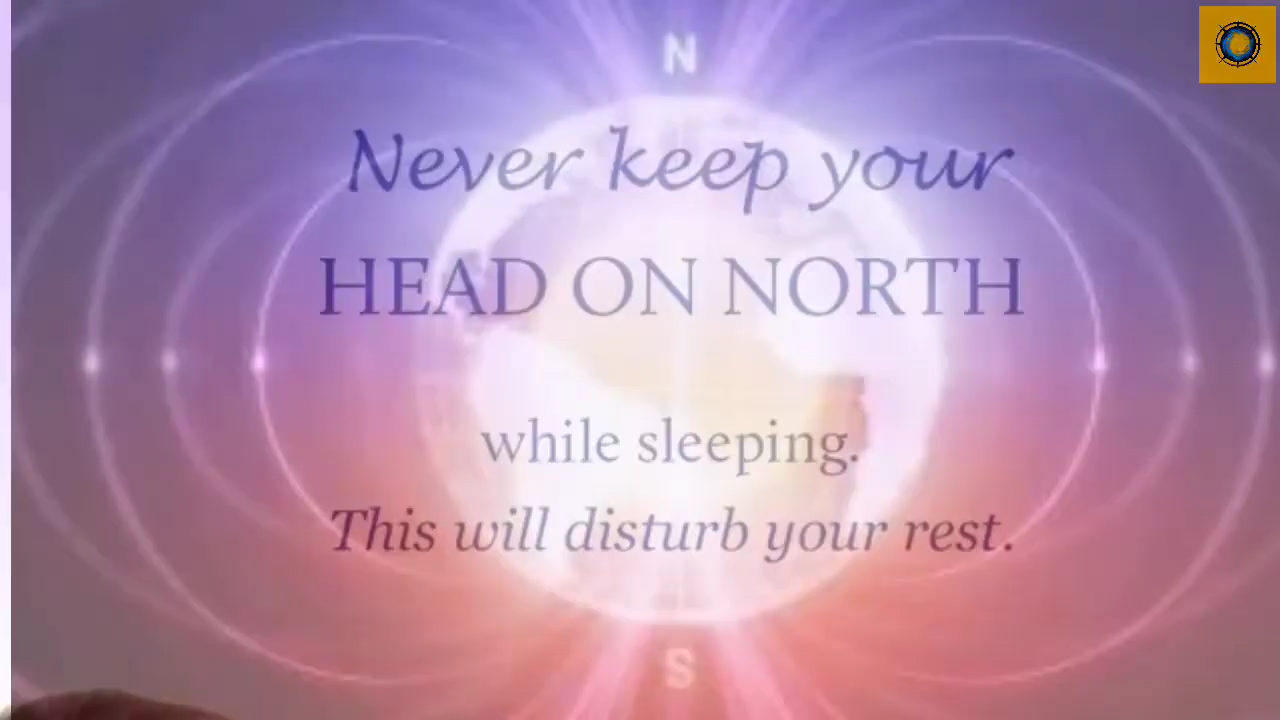 N
Never keep your
HEAD ON NORTH
while sleeping.
This will disturb your rest.
S